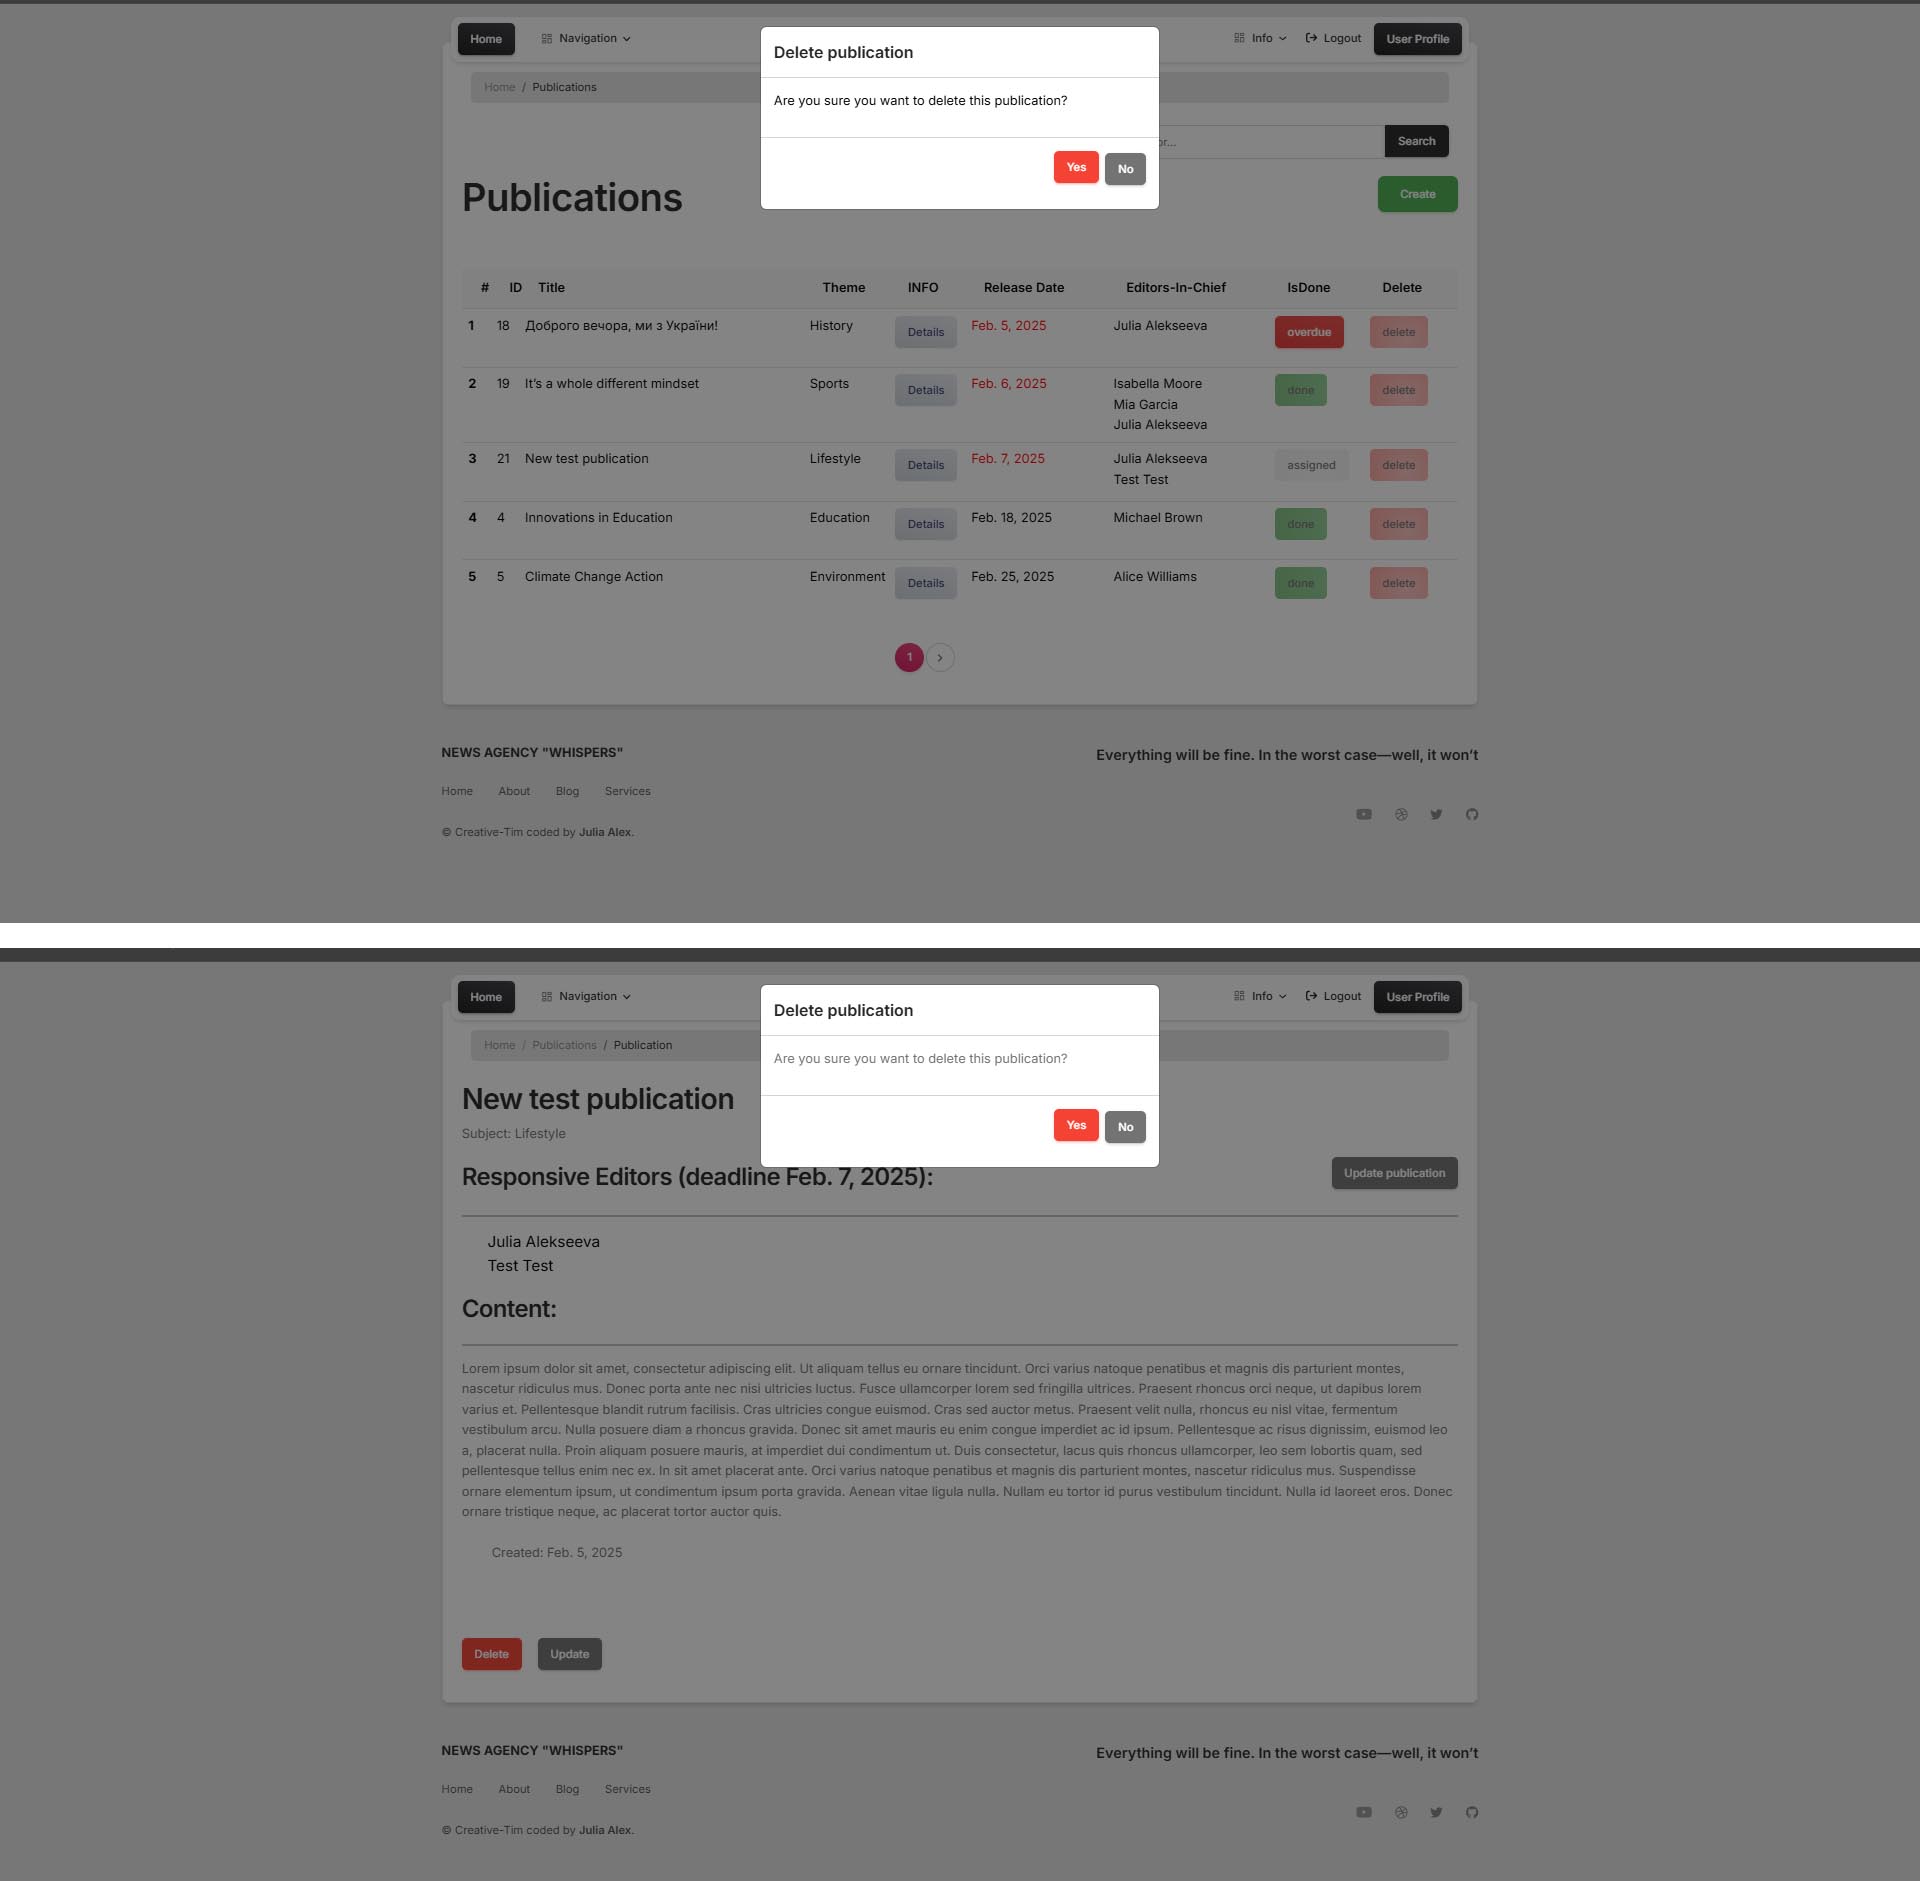 Home Navigation Info Logout User Profile
Delete publication
Home / Publications
Are you sure you want to delete this publication?
or... Search
Yes No
Publications Create
# ID Title Theme INFO Release Date Editors-In-Chief IsDone Delete
1 18 Доброго вечора, ми з України! History Details Feb. 5, 2025 Julia Alekseeva overdue delete
2 19 It's a whole different mindset Sports Details Feb. 6, 2025 Isabella Moore done delete
Mia Garcia
Julia Alekseeva
3 21 New test publication Lifestyle Details Feb. 7, 2025 Julia Alekseeva assigned delete
Test Test
4 4 Innovations in Education Education Details Feb. 18, 2025 Michael Brown done delete
5 5 Climate Change Action Environment Details Feb. 25, 2025 Alice Williams done delete
1
NEWS AGENCY "WHISPERS" Everything will be fine. In the worst case—well, it won't
Home About Blog Services
© Creative-Tim coded by Julia Alex.
Home Navigation Info Logout User Profile
Delete publication
Home / Publications / Publication
Are you sure you want to delete this publication?
New test publication
Yes No
Subject: Lifestyle
Responsive Editors (deadline Feb. 7, 2025): Update publication
Julia Alekseeva
Test Test
Content:
Lorem ipsum dolor sit amet, consectetur adipiscing elit. Ut aliquam tellus eu ornare tincidunt. Orci varius natoque penatibus et magnis dis parturient montes,
nascetur ridiculus mus. Donec porta ante nec nisi ultricies luctus. Fusce ullamcorper lorem sed fringilla ultrices. Praesent rhoncus orci neque, ut dapibus lorem
varius et. Pellentesque blandit rutrum facilisis. Cras ultricies congue euismod. Cras sed auctor metus. Praesent velit nulla, rhoncus eu nisl vitae, fermentum
vestibulum arcu. Nulla posuere diam a rhoncus gravida. Donec sit amet mauris eu enim congue imperdiet ac id ipsum. Pellentesque ac risus dignissim, euismod leo
a, placerat nulla. Proin aliquam posuere mauris, at imperdiet dui condimentum ut. Duis consectetur, lacus quis rhoncus ullamcorper, leo sem lobortis quam, sed
pellentesque tellus enim nec ex. In sit amet placerat ante. Orci varius natoque penatibus et magnis dis parturient montes, nascetur ridiculus mus. Suspendisse
ornare elementum ipsum, ut condimentum ipsum porta gravida. Aenean vitae ligula nulla. Nullam eu tortor id purus vestibulum tincidunt. Nulla id laoreet eros. Donec
ornare tristique neque, ac placerat tortor auctor quis.
Created: Feb. 5, 2025
Delete Update
NEWS AGENCY "WHISPERS" Everything will be fine. In the worst case—well, it won't
Home About Blog Services
© Creative-Tim coded by Julia Alex.